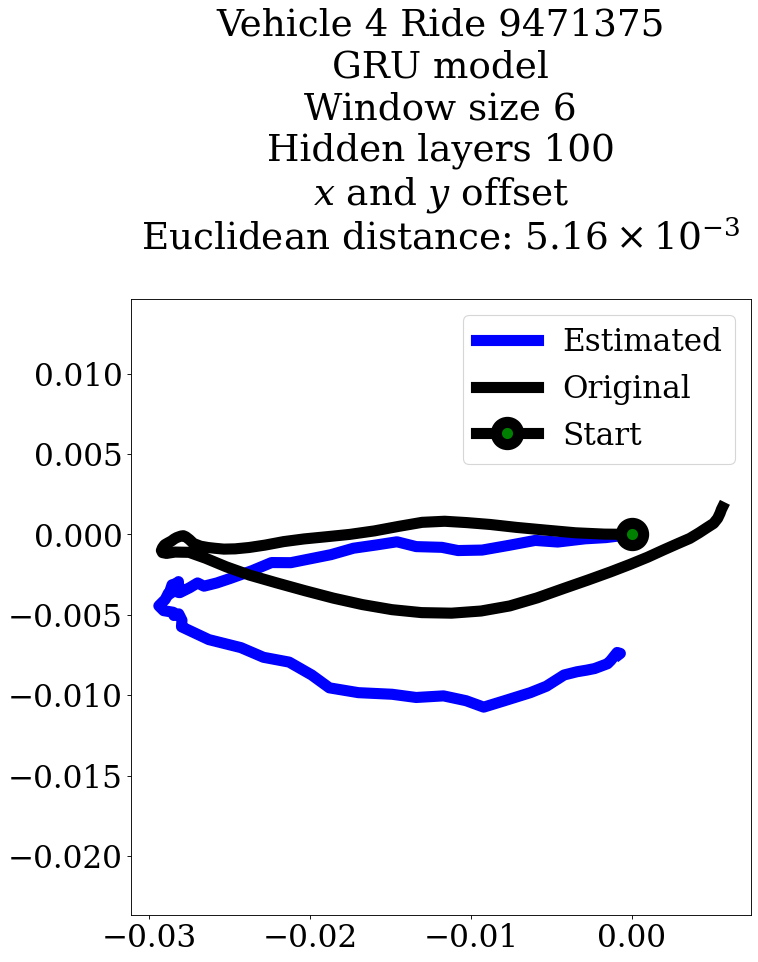 Vehicle 4 Ride 9471375
GRU model
Window size 6
Hidden layers 100
x and y offset
Euclidean distance: 5.16 × 10⁻³
Estimated
Original
Start
0.010
0.005
0.000
−0.005
−0.010
−0.015
−0.020
−0.03
−0.02
−0.01
0.00